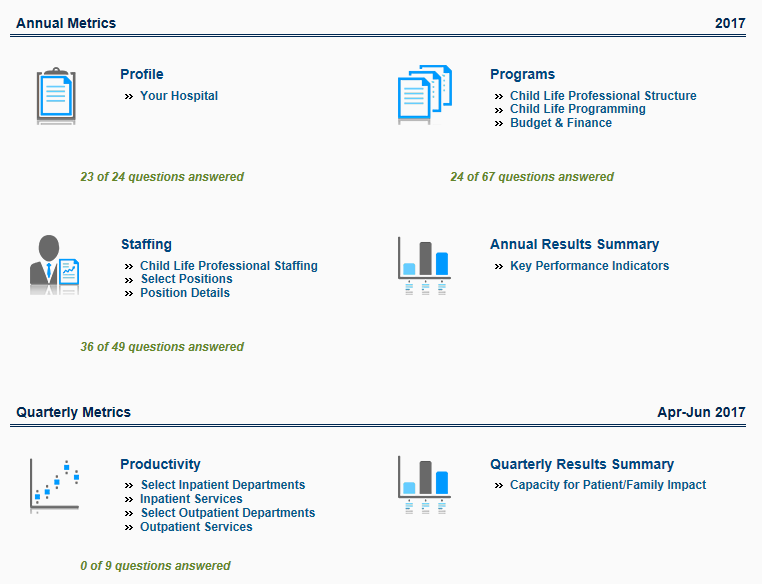 Annual Metrics 2017
Profile
Your Hospital
23 of 24 questions answered
Programs
Child Life Professional Structure
Child Life Programming
Budget & Finance
24 of 67 questions answered
Staffing
Child Life Professional Staffing
Select Positions
Position Details
36 of 49 questions answered
Annual Results Summary
Key Performance Indicators
Quarterly Metrics Apr-Jun 2017
Productivity
Select Inpatient Departments
Inpatient Services
Select Outpatient Departments
Outpatient Services
0 of 9 questions answered
Quarterly Results Summary
Capacity for Patient/Family Impact